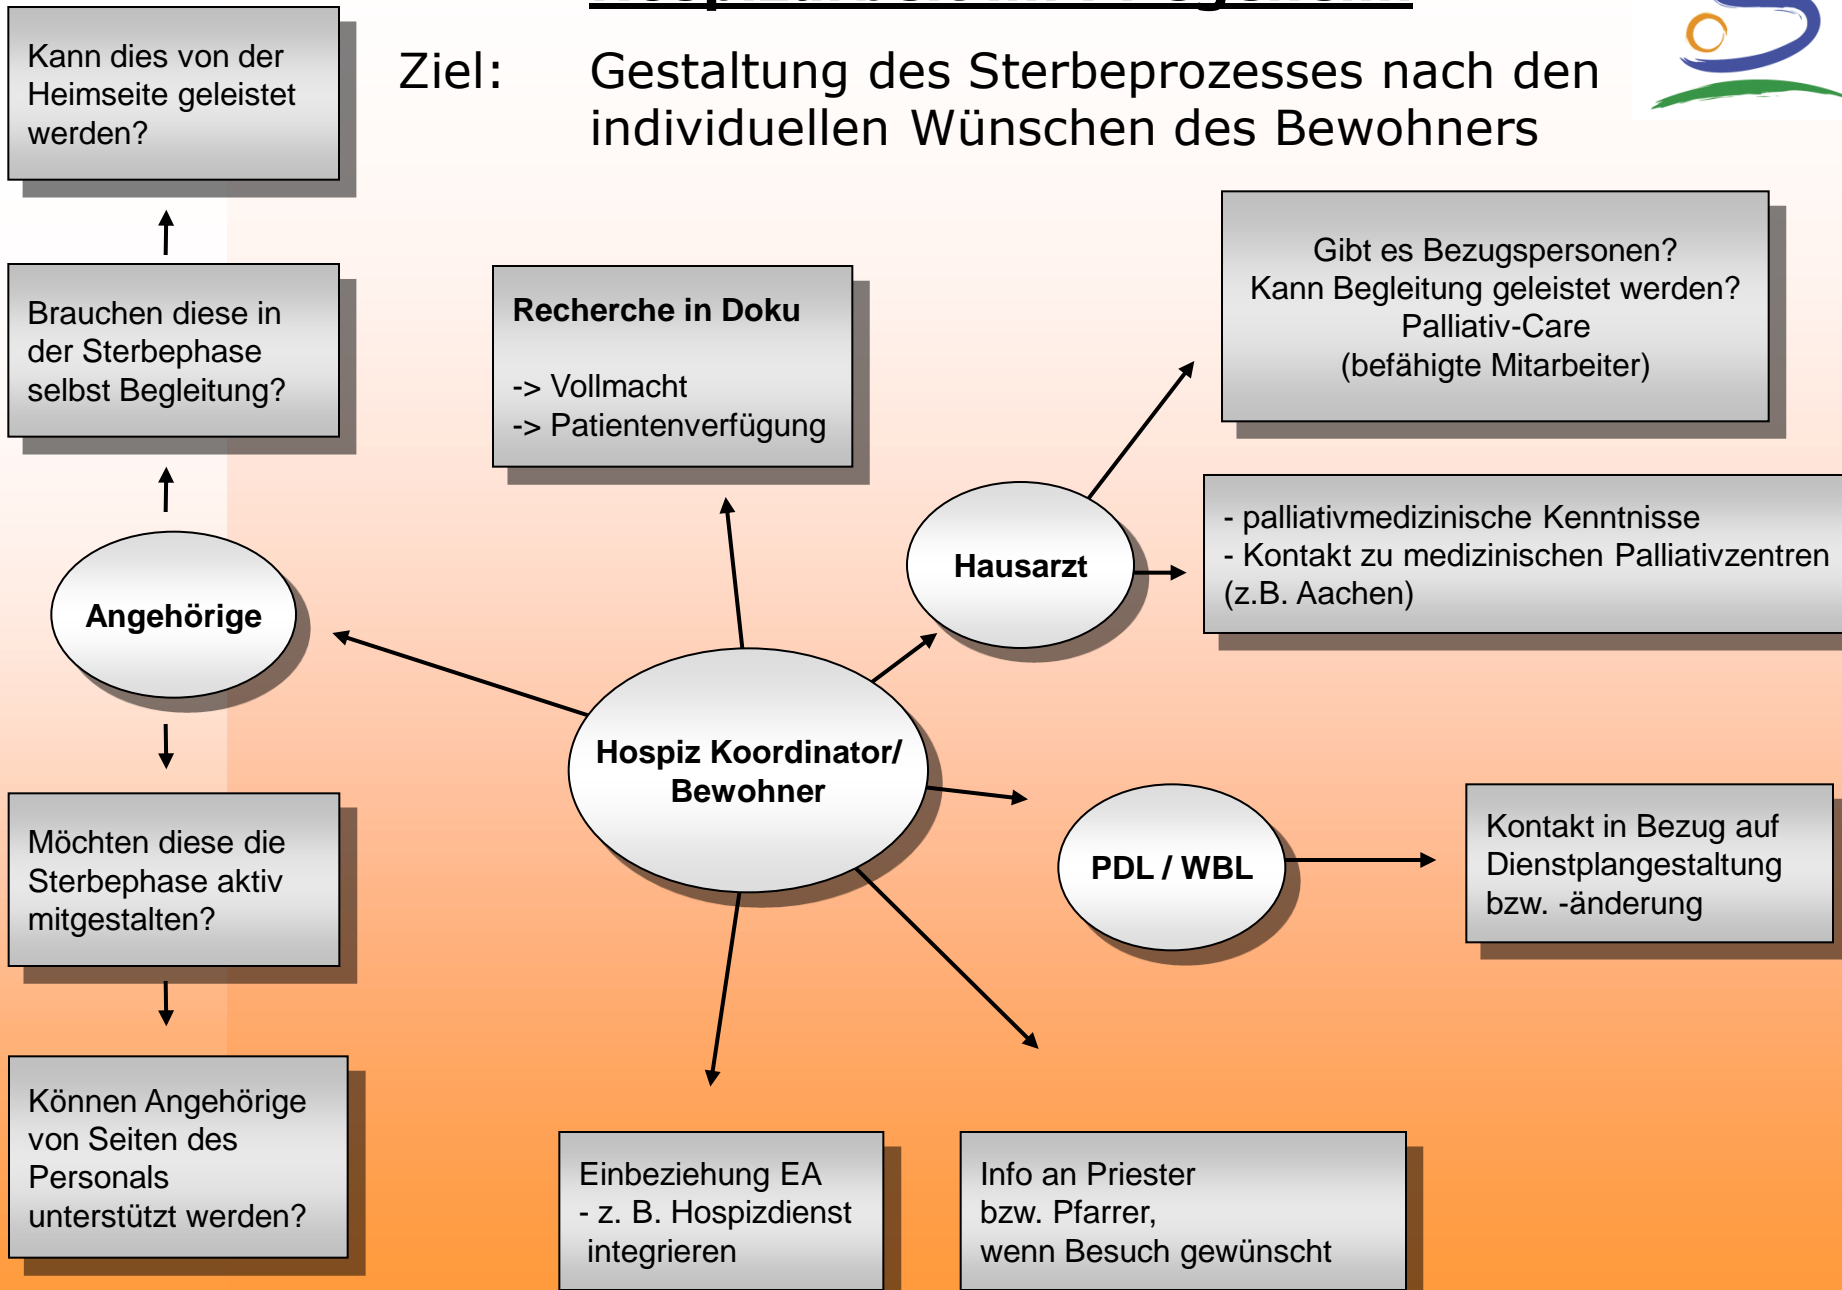 Ziel: Gestaltung des Sterbeprozesses nach den
individuellen Wünschen des Bewohners
Kann dies von der
Heimseite geleistet
werden?
Brauchen diese in
der Sterbephase
selbst Begleitung?
Angehörige
Möchten diese die
Sterbephase aktiv
mitgestalten?
Können Angehörige
von Seiten des
Personals
unterstützt werden?
Recherche in Doku
-> Vollmacht
-> Patientenverfügung
Hospiz Koordinator/
Bewohner
Einbeziehung EA
- z. B. Hospizdienst
integrieren
Info an Priester
bzw. Pfarrer,
wenn Besuch gewünscht
Hausarzt
Gibt es Bezugspersonen?
Kann Begleitung geleistet werden?
Palliativ-Care
(befähigte Mitarbeiter)
- palliativmedizinische Kenntnisse
- Kontakt zu medizinischen Palliativzentren
(z.B. Aachen)
PDL / WBL
Kontakt in Bezug auf
Dienstplangestaltung
bzw. -änderung